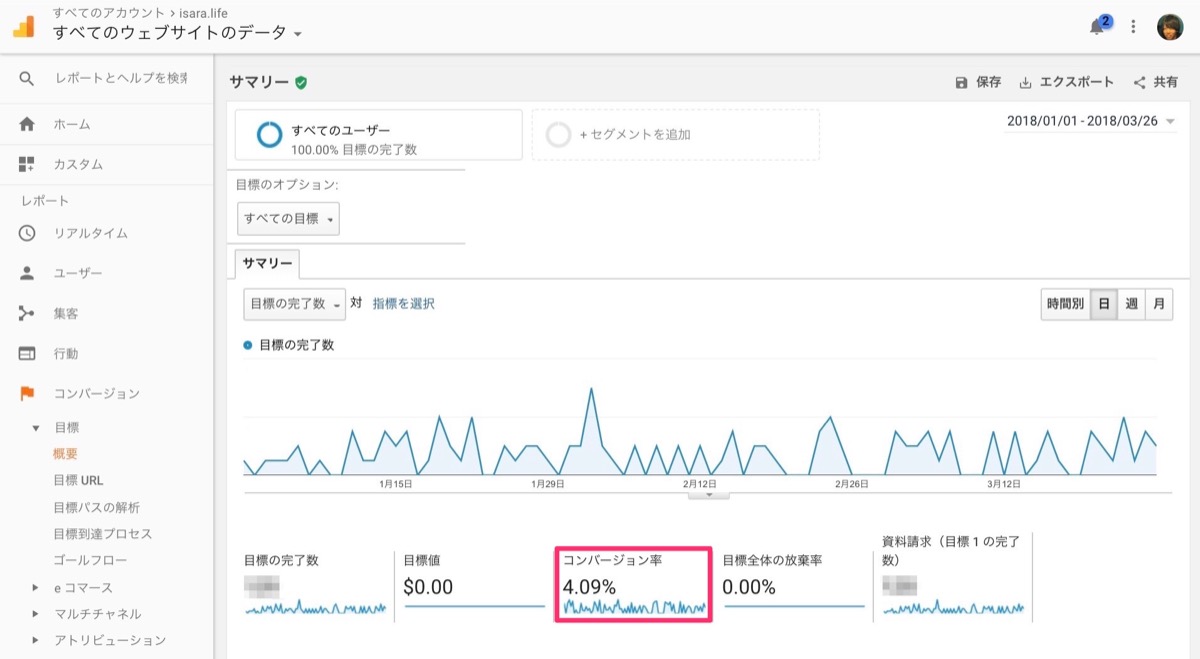 すべてのアカウント › isara.life
すべてのウェブサイトのデータ
2
レポートとヘルプを検索
ホーム
カスタム
レポート
リアルタイム
ユーザー
集客
行動
コンバージョン
目標
概要
目標 URL
目標パスの解析
目標到達プロセス
ゴールフロー
e コマース
マルチチャネル
アトリビューション
サマリー
保存
エクスポート
共有
すべてのユーザー
100.00% 目標の完了数
+ セグメントを追加
2018/01/01 - 2018/03/26
目標のオプション:
すべての目標
サマリー
目標の完了数 対 指標を選択
時間別 日 週 月
目標の完了数
1月15日 1月29日 2月12日 2月26日 3月12日
目標の完了数
目標値
$0.00
コンバージョン率
4.09%
目標全体の放棄率
0.00%
資料請求（目標 1 の完了
数）